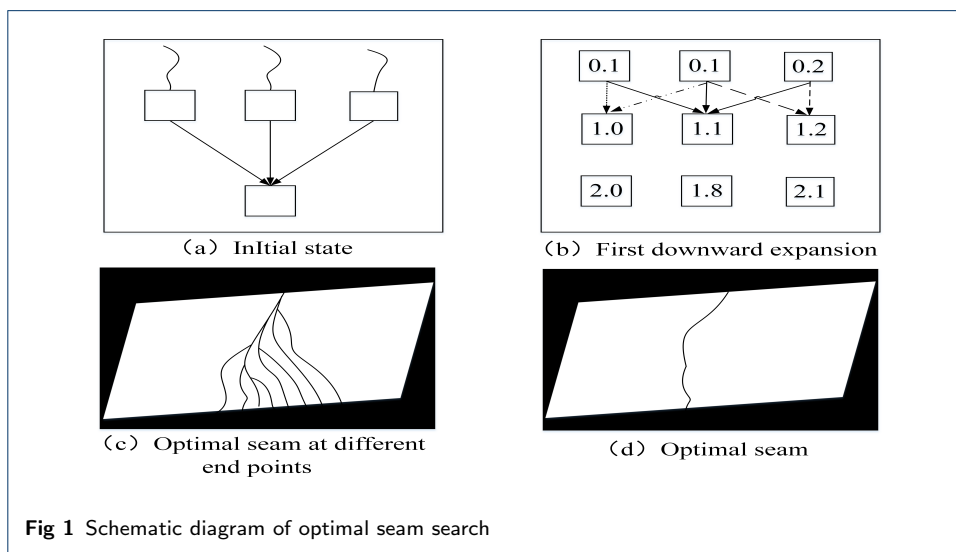 0.1 0.1 0.2
1.0 1.1 1.2
2.0 1.8 2.1
（a） InItial state
（b） First downward expansion
（c） Optimal seam at different
end points
（d） Optimal seam
Fig 1 Schematic diagram of optimal seam search